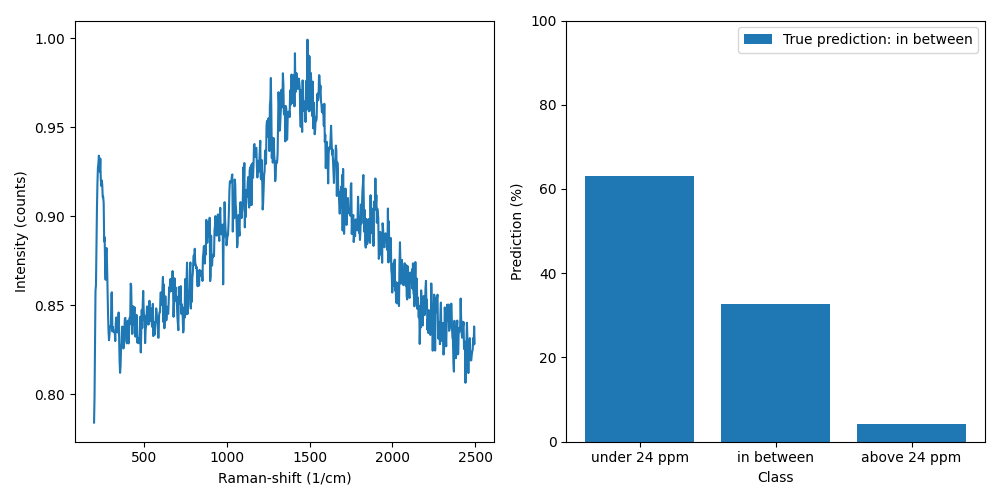 1.00
0.95
0.90
0.85
0.80
Intensity (counts)
500
1000
1500
2000
2500
Raman-shift (1/cm)
100
80
60
40
20
0
Prediction (%)
True prediction: in between
under 24 ppm
in between
above 24 ppm
Class